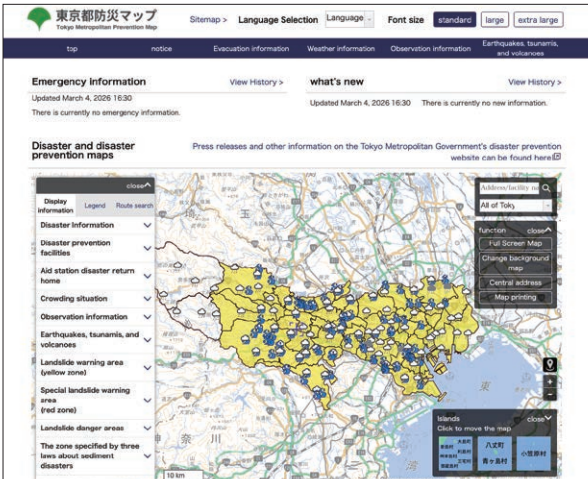 東京都防災マップ
Tokyo Metropolitan Prevention Map
Sitemap > Language Selection Language Font size standard large extra large
top notice Evacuation information Weather information Observation information Earthquakes, tsunamis, and volcanoes
Emergency Information View History >
Updated March 4, 2026 16:30
There is currently no emergency information.
what's new View History >
Updated March 4, 2026 16:30 There is currently no new information.
Disaster and disaster
prevention maps
Press releases and other information on the Tokyo Metropolitan Government's disaster prevention
website can be found here
close
Display
information
Legend Route search
Disaster Information
Disaster prevention
facilities
Aid station disaster return
home
Crowding situation
Observation information
Earthquakes, tsunamis, and
volcanoes
Landslide warning area
(yellow zone)
Special landslide warning
area
(red zone)
Landslide danger areas
The zone specified by three
laws about sediment
disasters
Address/facility na
All of Toky
function close
Full Screen Map
Change background
map
Central address
Map printing
+
−
埼 玉
東
奈 川
湾
10 km
Islands close
Click to move the map
八丈町
青ヶ島村
小笠原村